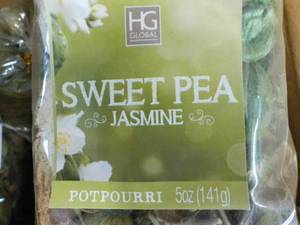 HG
GLOBAL
SWEET PEA
JASMINE
POTPOURRI 5oz (141g)